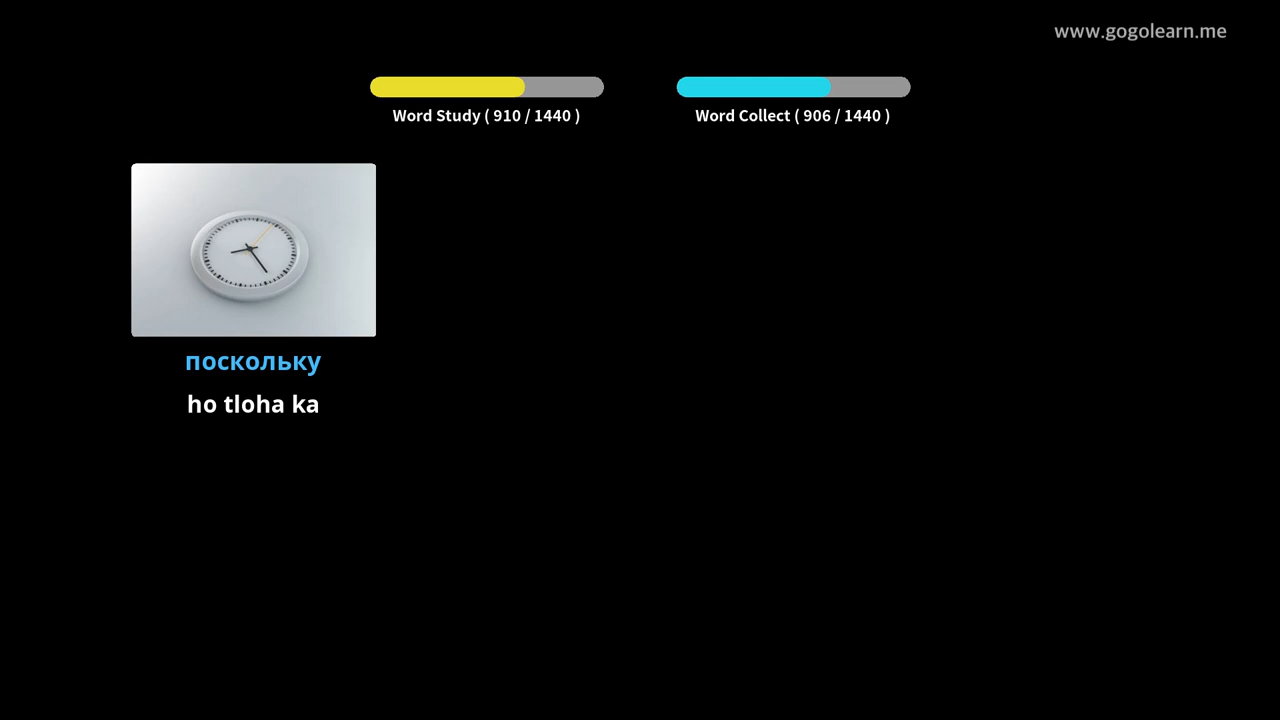 www.gogolearn.me
Word Study ( 910 / 1440 )
Word Collect ( 906 / 1440 )
поскольку
ho tloha ka